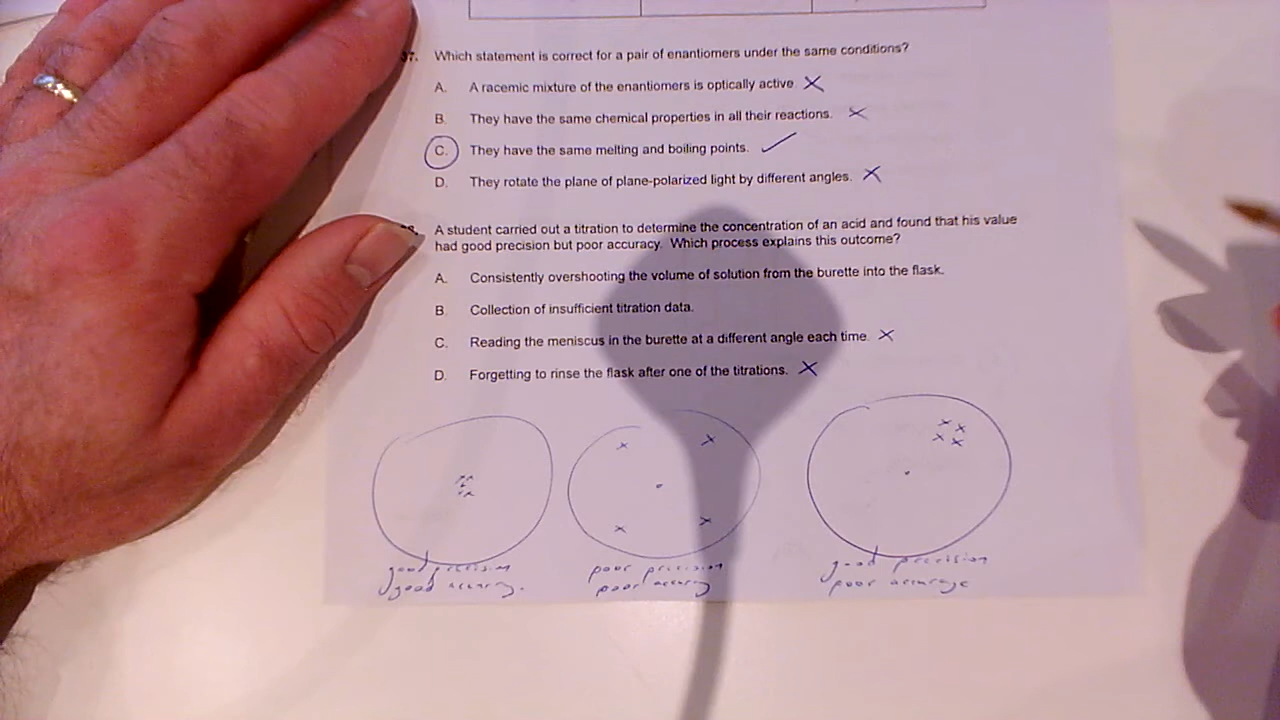 37. Which statement is correct for a pair of enantiomers under the same conditions?
A. A racemic mixture of the enantiomers is optically active
B. They have the same chemical properties in all their reactions.
C. They have the same melting and boiling points.
D. They rotate the plane of plane-polarized light by different angles.
A student carried out a titration to determine the concentration of an acid and found that his value
had good precision but poor accuracy. Which process explains this outcome?
A. Consistently overshooting the volume of solution from the burette into the flask.
B. Collection of insufficient titration data.
C. Reading the meniscus in the burette at a different angle each time.
D. Forgetting to rinse the flask after one of the titrations.
good precision
good accuracy.
poor precision
poor accuracy
good precision
poor accuracy